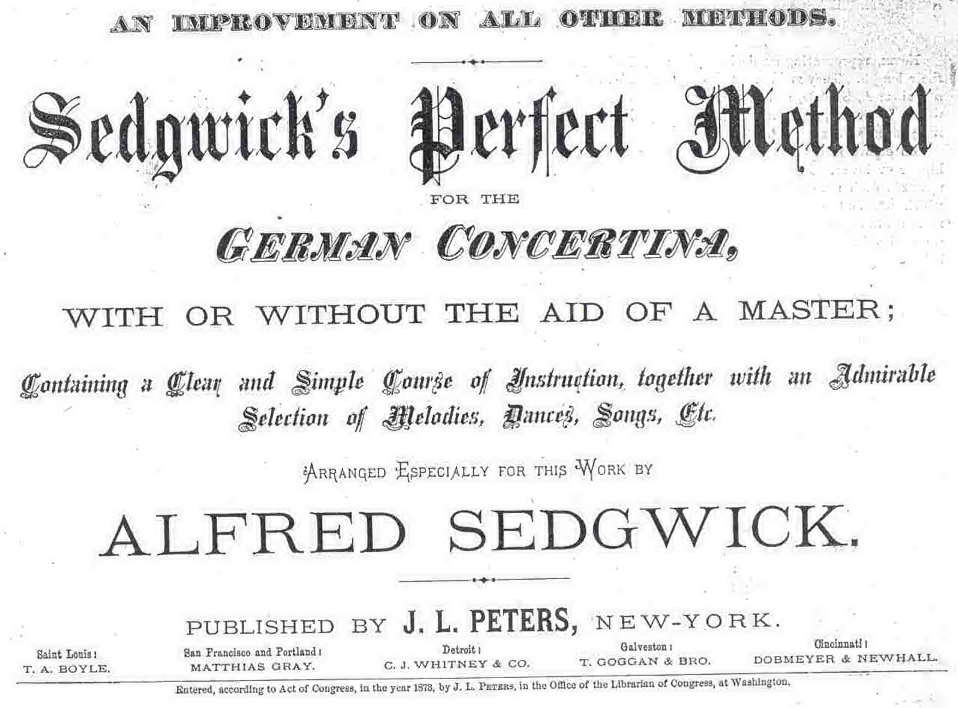 AN IMPROVEMENT ON ALL OTHER METHODS.
Sedgwick's Perfect Method
FOR THE
GERMAN CONCERTINA,
WITH OR WITHOUT THE AID OF A MASTER;
Containing a Clear and Simple Course of Instruction, together with an Admirable
Selection of Melodies, Dances, Songs, Etc.
ARRANGED ESPECIALLY FOR THIS WORK BY
ALFRED SEDGWICK.
PUBLISHED BY J. L. PETERS, NEW-YORK.
Saint Louis: San Francisco and Portland: Detroit: Galveston: Cincinnati:
T. A. BOYLE. MATTHIAS GRAY. C. J. WHITNEY & CO. T. GOGGAN & BRO. DOBMEYER & NEWHALL.
Entered, according to Act of Congress, in the year 1873, by J. L. PETERS, in the Office of the Librarian of Congress, at Washington.